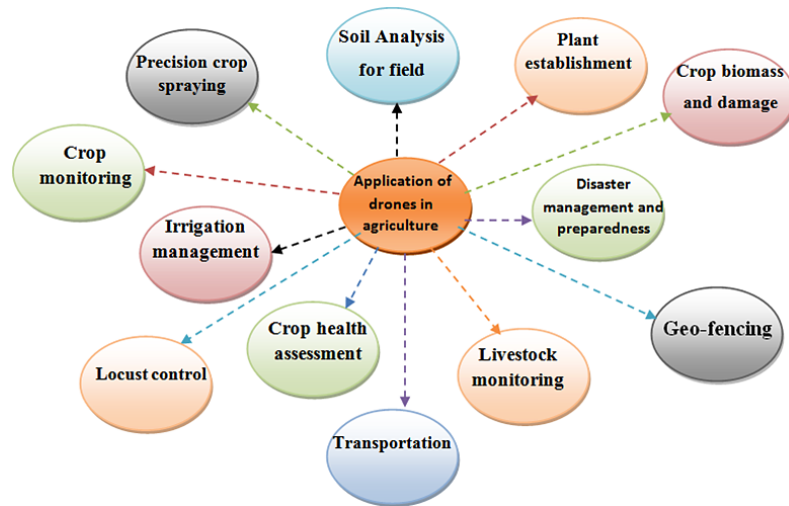 Soil Analysis
for field
Plant
establishment
Precision crop
spraying
Crop biomass
and damage
Crop
monitoring
Application of
drones in
agriculture
Disaster
management and
preparedness
Irrigation
management
Geo-fencing
Crop health
assessment
Livestock
monitoring
Locust control
Transportation